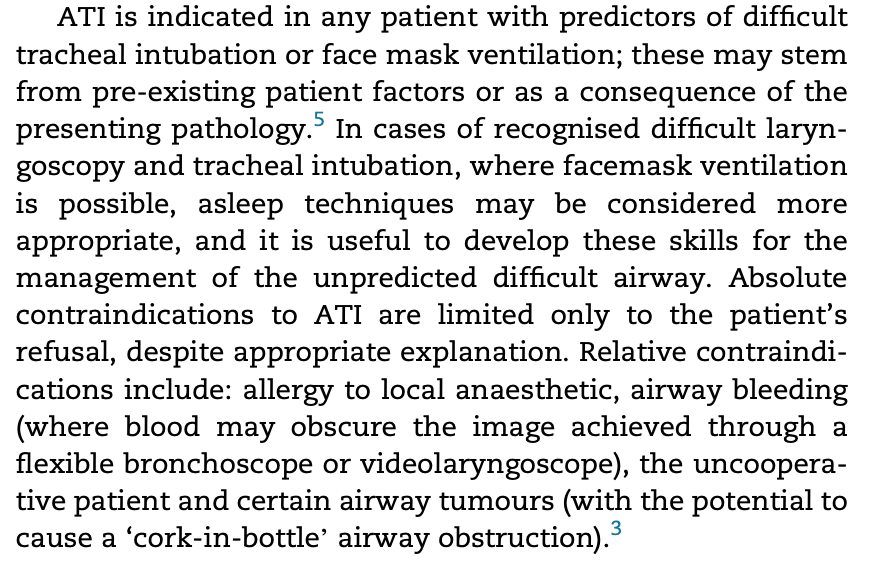 ATI is indicated in any patient with predictors of difficult
tracheal intubation or face mask ventilation; these may stem
from pre-existing patient factors or as a consequence of the
presenting pathology.5 In cases of recognised difficult laryn-
goscopy and tracheal intubation, where facemask ventilation
is possible, asleep techniques may be considered more
appropriate, and it is useful to develop these skills for the
management of the unpredicted difficult airway. Absolute
contraindications to ATI are limited only to the patient’s
refusal, despite appropriate explanation. Relative contraindi-
cations include: allergy to local anaesthetic, airway bleeding
(where blood may obscure the image achieved through a
flexible bronchoscope or videolaryngoscope), the uncoopera-
tive patient and certain airway tumours (with the potential to
cause a ‘cork-in-bottle’ airway obstruction).3